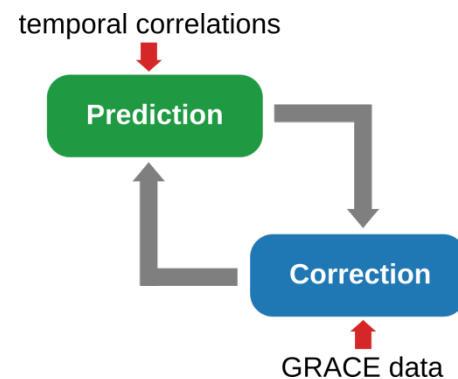 temporal correlations
Prediction
Correction
GRACE data